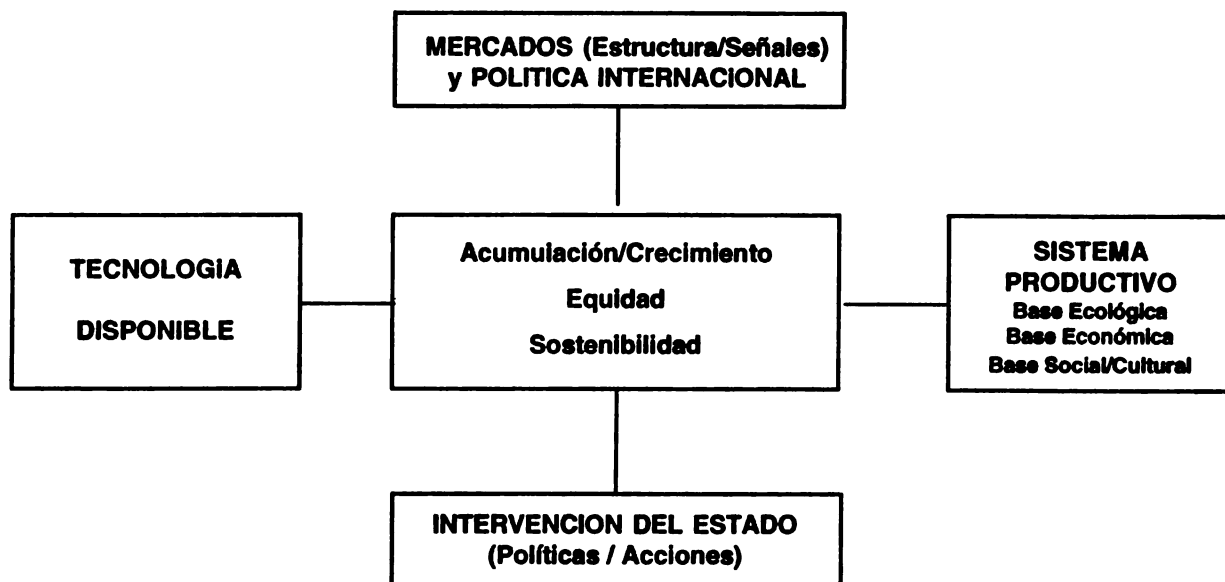 MERCADOS (Estructura/Señales)
y POLITICA INTERNACIONAL
TECNOLOGiA
DISPONIBLE
Acumulación/Crecimiento
Equidad
Sostenibilidad
SISTEMA
PRODUCTIVO
Base Ecológica
Base Económica
Base Social/Cultural
INTERVENCION DEL ESTADO
(Políticas / Acciones)